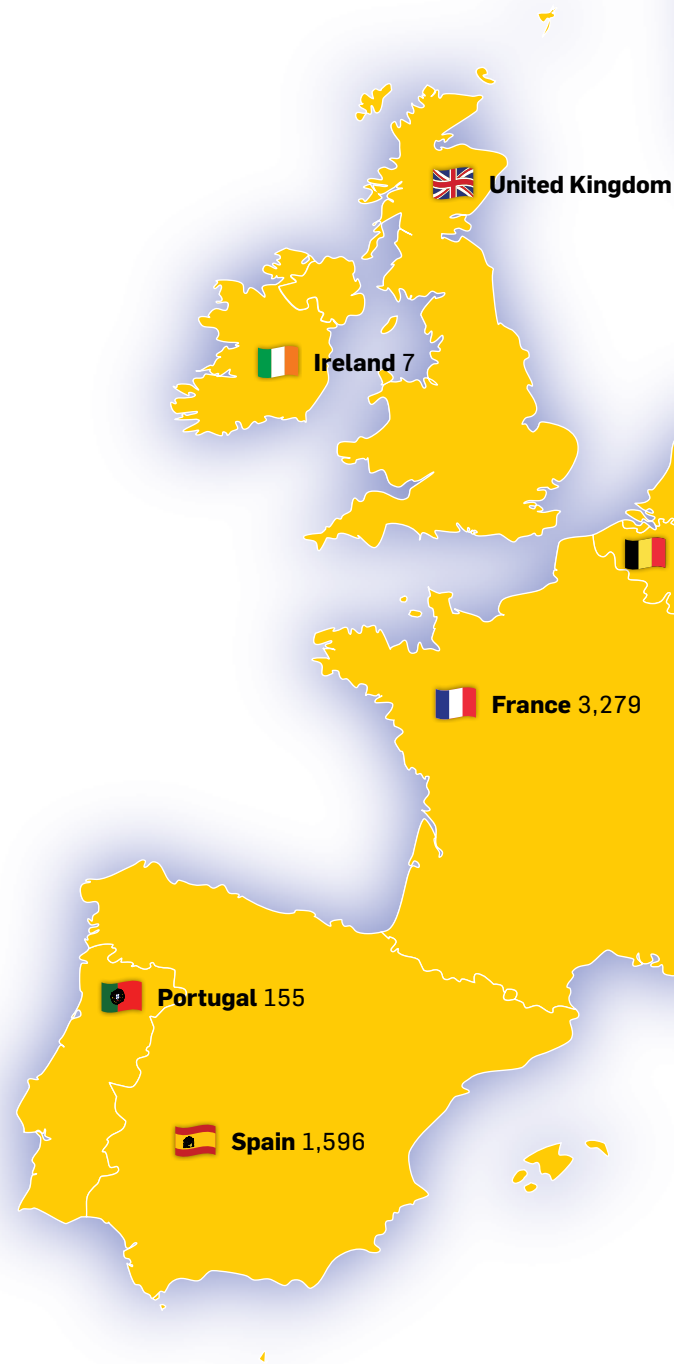 United Kingdom
Ireland 7
France 3,279
Portugal 155
Spain 1,596